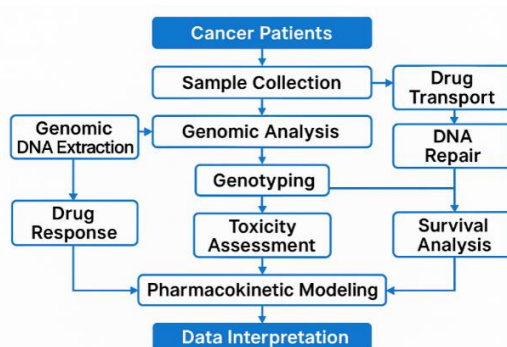 Cancer Patients
Sample Collection
Drug
Transport
Genomic
DNA Extraction
Genomic Analysis
DNA
Repair
Genotyping
Drug
Response
Toxicity
Assessment
Survival
Analysis
Pharmacokinetic Modeling
Data Interpretation